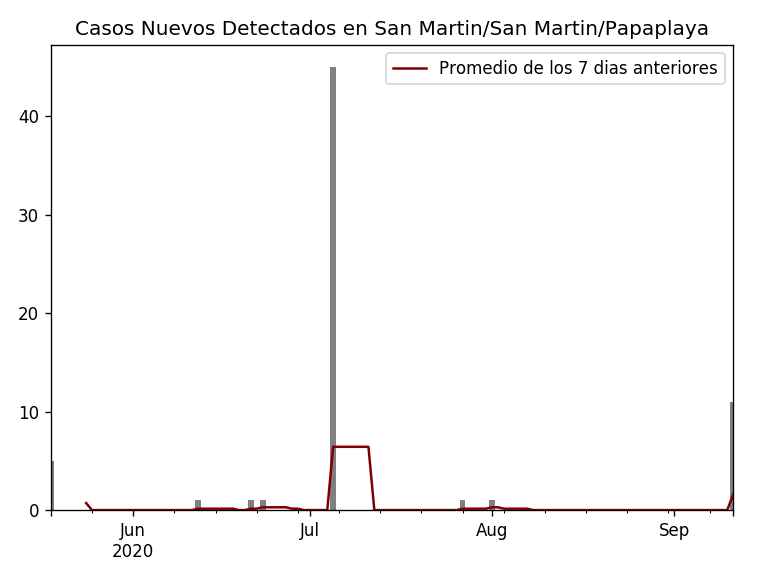 Casos Nuevos Detectados en San Martin/San Martin/Papaplaya
Promedio de los 7 dias anteriores
40
30
20
10
0
Jun
2020
Jul
Aug
Sep